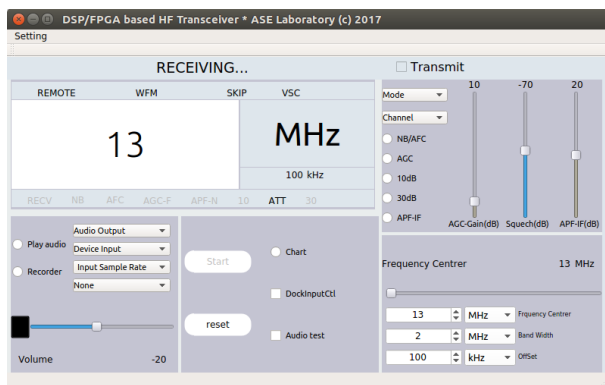 DSP/FPGA based HF Transceiver * ASE Laboratory (c) 2017
Setting
RECEIVING...
REMOTE WFM SKIP VSC
13 MHz
100 kHz
RECV NB AFC AGC-F APF-N 10 ATT 30
Transmit
10 -70 20
Mode
Channel
NB/AFC
AGC
10dB
30dB
APF-IF
AGC-Gain(dB) Squech(dB) APF-IF(dB)
Audio Output
Play audio
Device Input
Input Sample Rate
Recorder
None
Volume -20
Start
reset
Chart
DockInputCtl
Audio test
Frequency Centrer 13 MHz
13 MHz Frquency Centrer
2 MHz Band Width
100 kHz OffSet